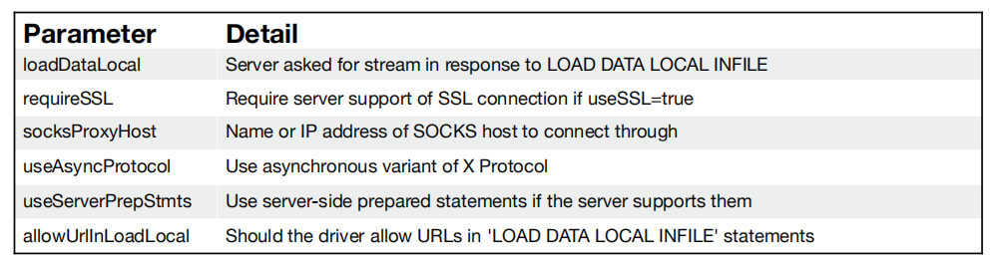 Parameter Detail
loadDataLocal Server asked for stream in response to LOAD DATA LOCAL INFILE
requireSSL Require server support of SSL connection if useSSL=true
socksProxyHost Name or IP address of SOCKS host to connect through
useAsyncProtocol Use asynchronous variant of X Protocol
useServerPrepStmts Use server-side prepared statements if the server supports them
allowUrlInLoadLocal Should the driver allow URLs in 'LOAD DATA LOCAL INFILE' statements